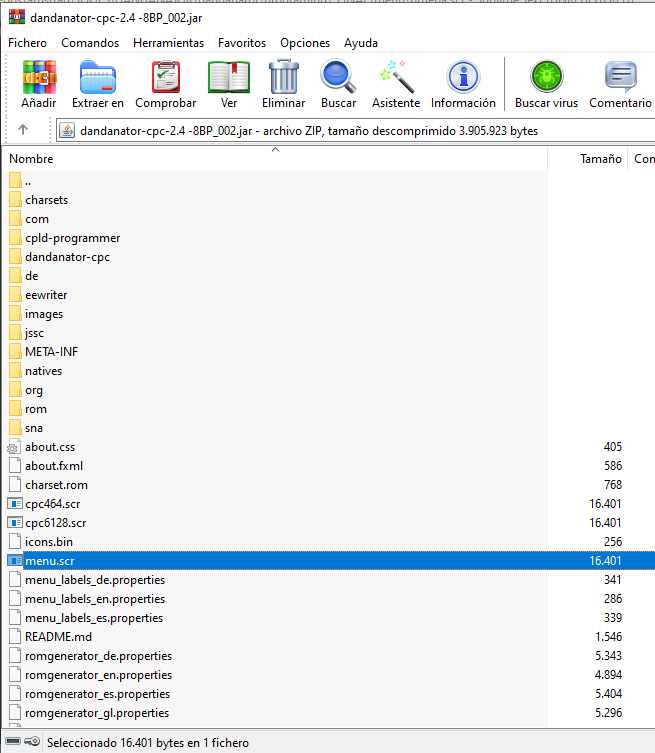 dandanator-cpc-2.4 -8BP_002.jar
Fichero Comandos Herramientas Favoritos Opciones Ayuda
Añadir Extraer en Comprobar Ver Eliminar Buscar Asistente Información Buscar virus Comentario
dandanator-cpc-2.4 -8BP_002.jar - archivo ZIP, tamaño descomprimido 3.905.923 bytes
Nombre Tamaño Con
..
charsets
com
cpld-programmer
dandanator-cpc
de
eewriter
images
jssc
META-INF
natives
org
rom
sna
about.css 405
about.fxml 586
charset.rom 768
cpc464.scr 16.401
cpc6128.scr 16.401
icons.bin 256
menu.scr 16.401
menu_labels_de.properties 341
menu_labels_en.properties 286
menu_labels_es.properties 339
README.md 1.546
romgenerator_de.properties 5.343
romgenerator_en.properties 4.894
romgenerator_es.properties 5.404
romgenerator_gl.properties 5.296
Seleccionado 16.401 bytes en 1 fichero